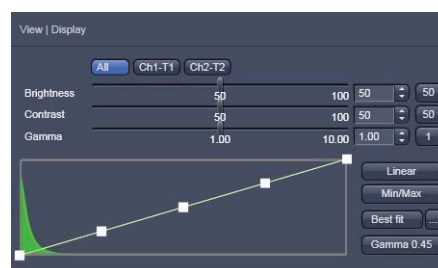 View | Display
All Ch1-T1 Ch2-T2
Brightness 50 100 50 50
Contrast 50 100 50 50
Gamma 1.00 10.00 1.00 1
Linear
Min/Max
Best fit ...
Gamma 0.45